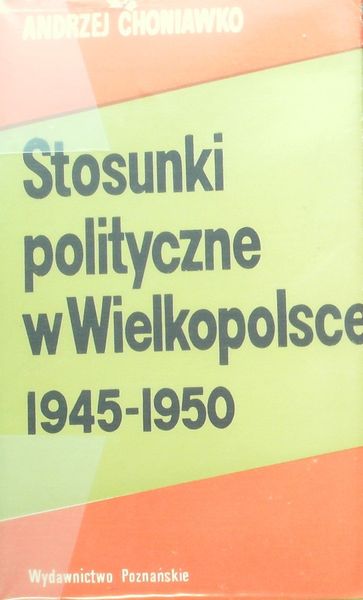 ANDRZEJ CHONIAWKO
Stosunki
polityczne
w Wielkopolsce
1945-1950
Wydawnictwo Poznańskie